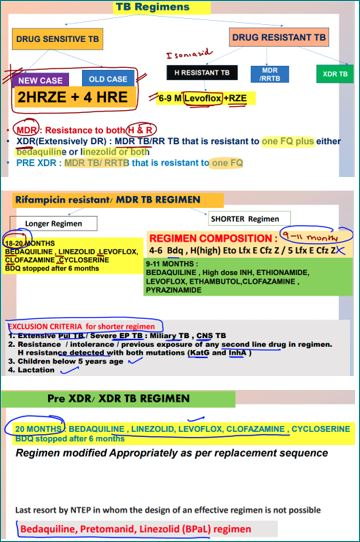 TB Regimens
DRUG SENSITIVE TB
DRUG RESISTANT TB
Isoniazid
NEW CASE
OLD CASE
H RESISTANT TB
MDR
/RRTB
XDR TB
2HRZE + 4 HRE
6-9 M Levoflox +RZE
• MDR : Resistance to both H & R
• XDR(Extensively DR) : MDR TB/RR TB that is resistant to one FQ plus either
bedaquiline or linezolid or both
• PRE XDR : MDR TB/ RRTB that is resistant to one FQ
Rifampicin resistant/ MDR TB REGIMEN
Longer Regimen
SHORTER Regimen
9-11 months
18-20 MONTHS
BEDAQUILINE , LINEZOLID ,LEVOFLOX,
CLOFAZAMINE , CYCLOSERINE
BDQ stopped after 6 months
REGIMEN COMPOSITION :
4-6 Bdq , H(high) Eto Lfx E Cfz Z / 5 Lfx E Cfz Z
9-11 MONTHS :
BEDAQUILINE , High dose INH, ETHIONAMIDE,
LEVOFLOX, ETHAMBUTOL,CLOFAZAMINE ,
PYRAZINAMIDE
EXCLUSION CRITERIA for shorter regimen
1. Extensive Pul TB/ Severe EP TB : Miliary TB , CNS TB
2. Resistance / intolerance / previous exposure of any second line drug in regimen.
H resistance detected with both mutations (KatG and InhA )
3. Children below 5 years age
4. Lactation
Pre XDR/ XDR TB REGIMEN
20 MONTHS : BEDAQUILINE , LINEZOLID, LEVOFLOX, CLOFAZAMINE , CYCLOSERINE
BDQ stopped after 6 months
Regimen modified Appropriately as per replacement sequence
Last resort by NTEP in whom the design of an effective regimen is not possible
Bedaquiline, Pretomanid, Linezolid (BPaL) regimen